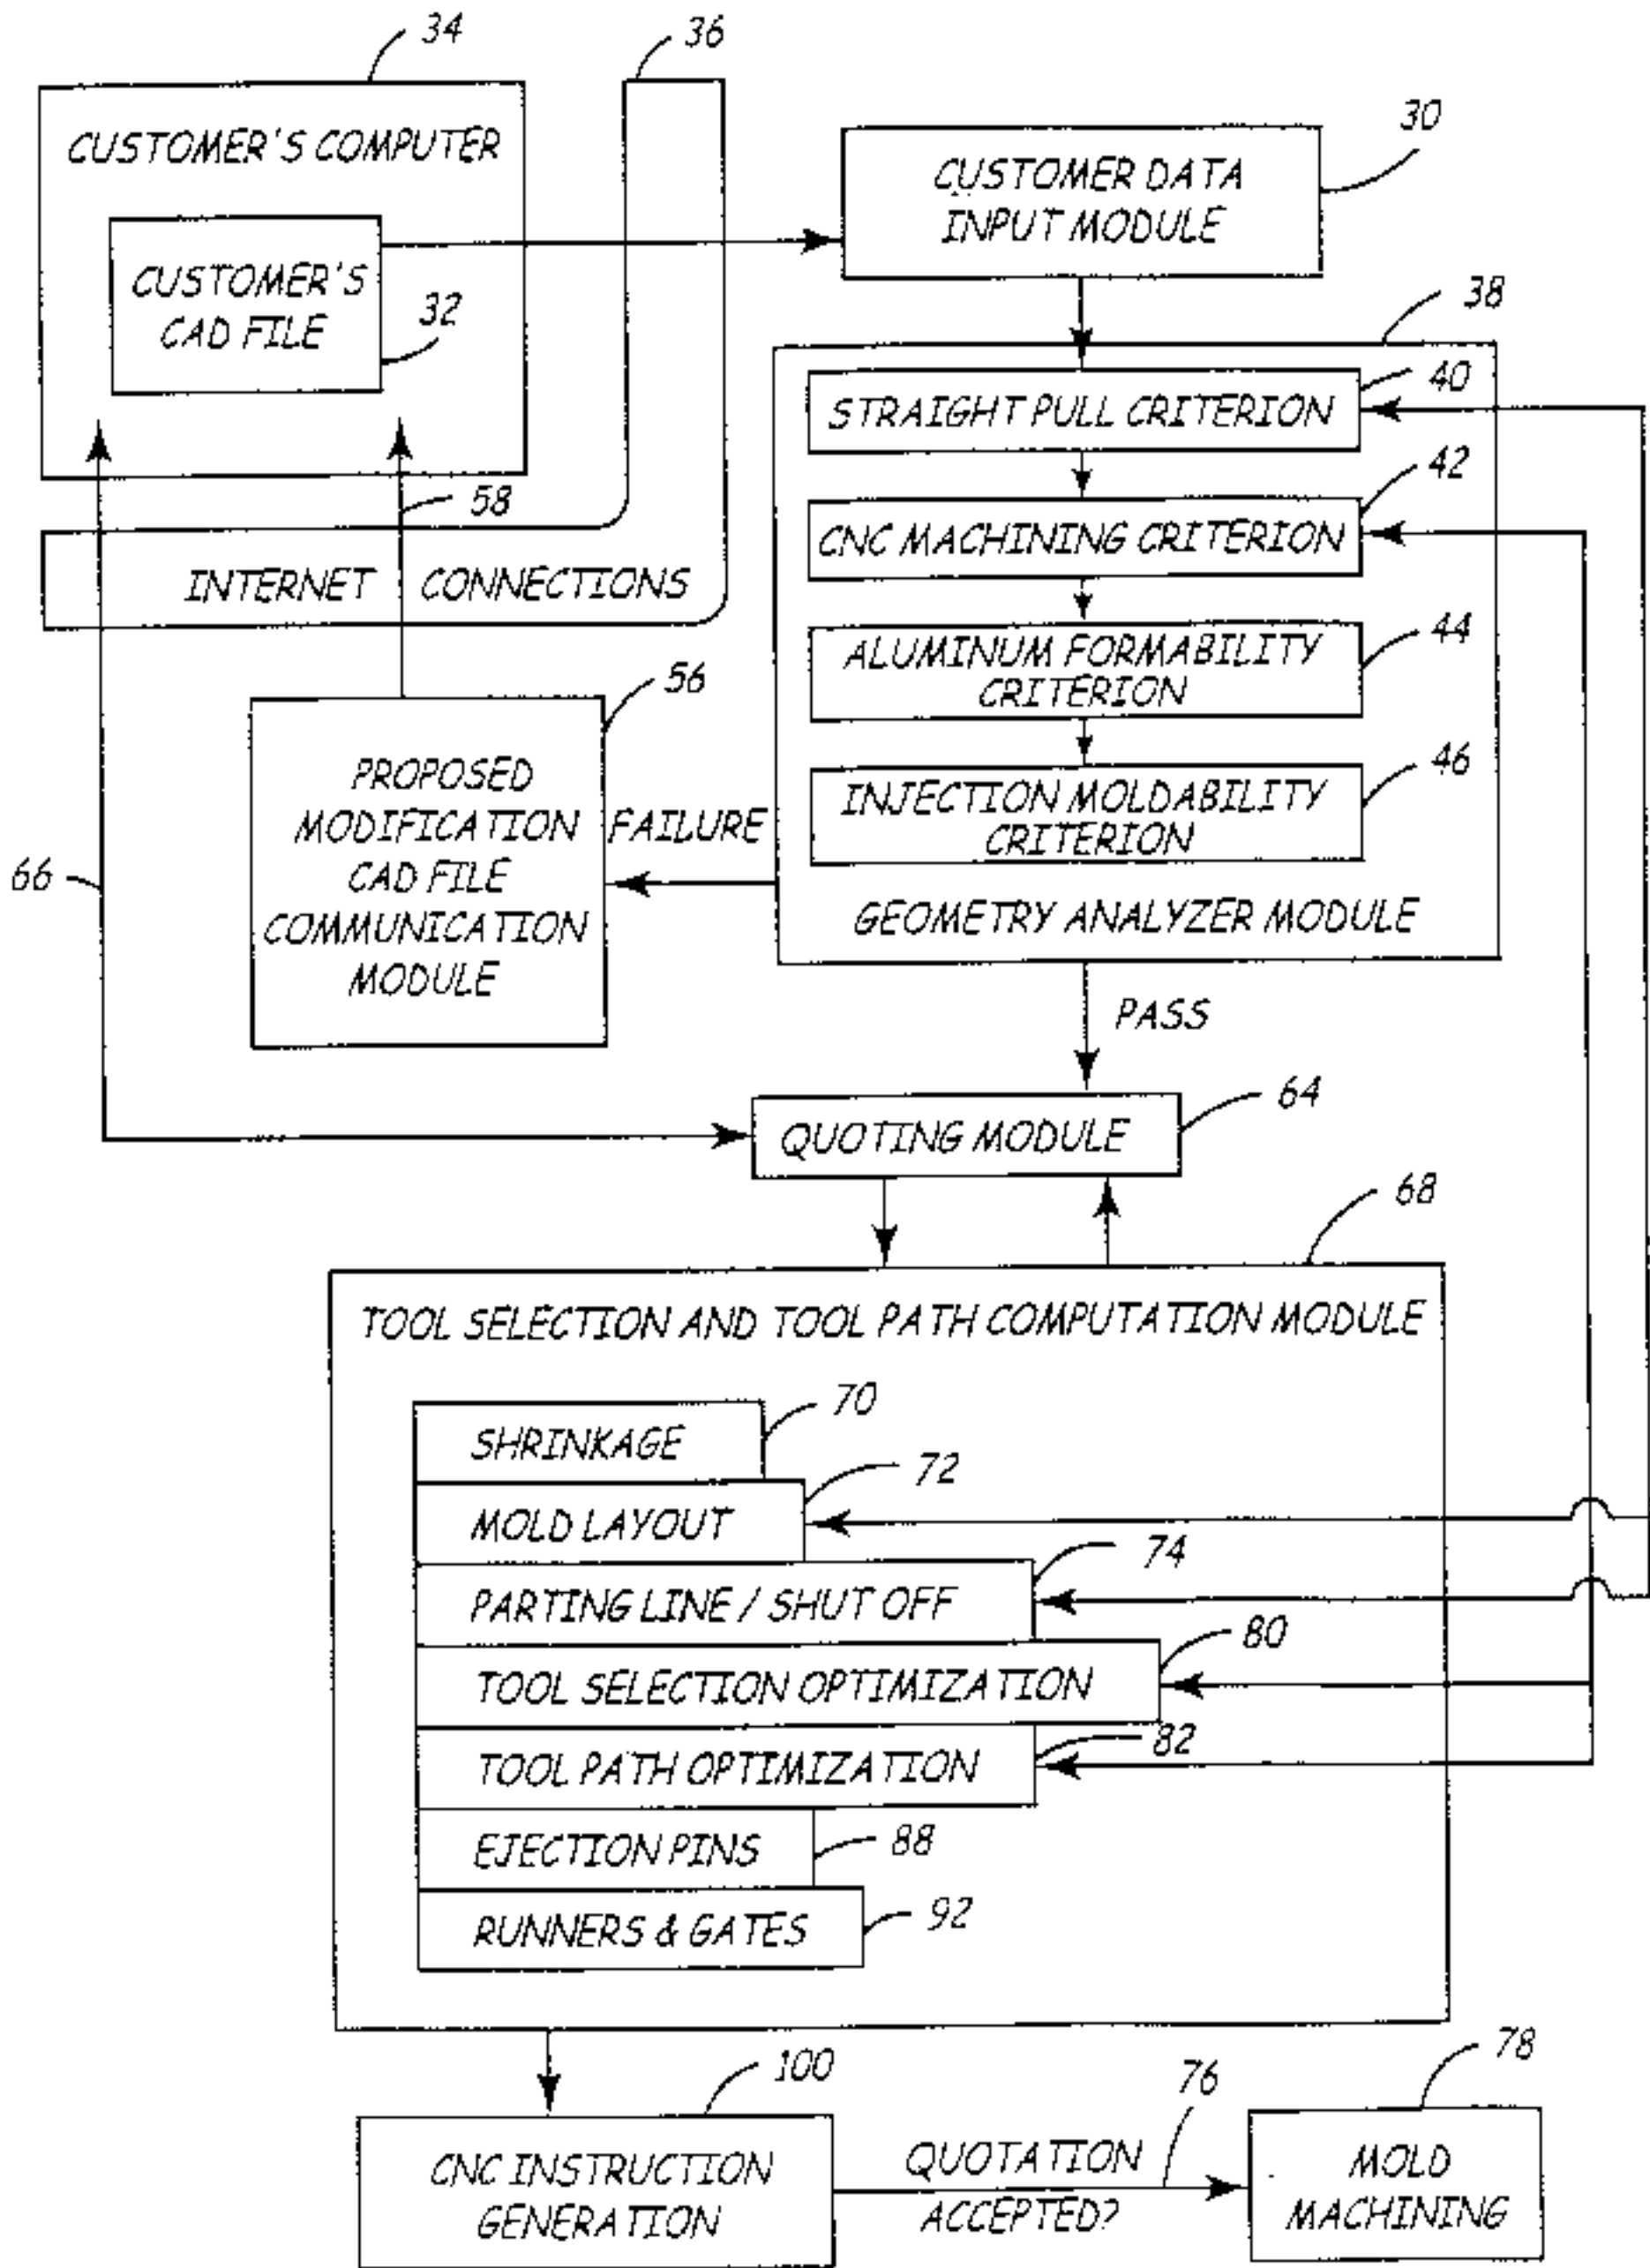 34
36
CUSTOMER'S COMPUTER
30
CUSTOMER DATA
INPUT MODULE
CUSTOMER'S
CAD FILE
32
38
40
STRAIGHT PULL CRITERION
42
58
CNC MACHINING CRITERION
INTERNET CONNECTIONS
44
ALUMINUM FORMABILITY
CRITERION
56
46
PROPOSED
MODIFICATION
CAD FILE
COMMUNICATION
MODULE
FAILURE
INJECTION MOLDABILITY
CRITERION
66
GEOMETRY ANALYZER MODULE
PASS
64
QUOTING MODULE
68
TOOL SELECTION AND TOOL PATH COMPUTATION MODULE
70
SHRINKAGE
72
MOLD LAYOUT
74
PARTING LINE / SHUT OFF
80
TOOL SELECTION OPTIMIZATION
82
TOOL PATH OPTIMIZATION
88
EJECTION PINS
92
RUNNERS & GATES
100
76
78
CNC INSTRUCTION
GENERATION
QUOTATION
ACCEPTED?
MOLD
MACHINING